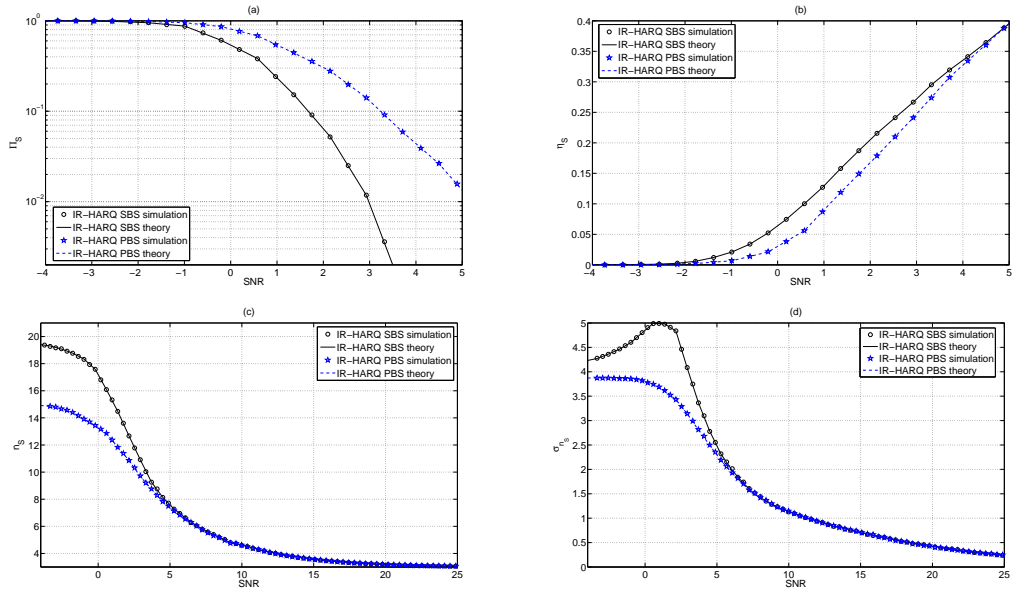 (a)
10^0
10^-1
10^-2
Π_S
IR−HARQ SBS simulation
IR−HARQ SBS theory
IR−HARQ PBS simulation
IR−HARQ PBS theory
−4 −3 −2 −1 0 1 2 3 4 5
SNR
(b)
0.4
0.35
0.3
0.25
0.2
0.15
0.1
0.05
0
η_S
IR−HARQ SBS simulation
IR−HARQ SBS theory
IR−HARQ PBS simulation
IR−HARQ PBS theory
−4 −3 −2 −1 0 1 2 3 4 5
SNR
(c)
20
18
16
14
12
10
8
6
4
n_S
IR−HARQ SBS simulation
IR−HARQ SBS theory
IR−HARQ PBS simulation
IR−HARQ PBS theory
0 5 10 15 20 25
SNR
(d)
5
4.5
4
3.5
3
2.5
2
1.5
1
0.5
0
σ_n_S
IR−HARQ SBS simulation
IR−HARQ SBS theory
IR−HARQ PBS simulation
IR−HARQ PBS theory
0 5 10 15 20 25
SNR